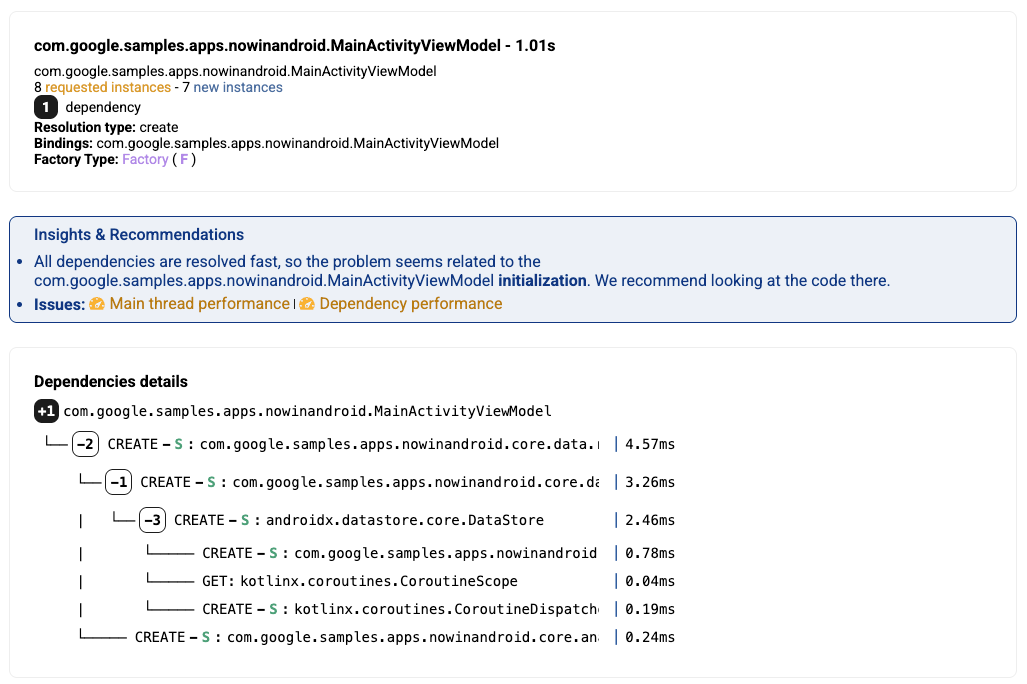 com.google.samples.apps.nowinandroid.MainActivityViewModel - 1.01s
com.google.samples.apps.nowinandroid.MainActivityViewModel
8 requested instances - 7 new instances
1 dependency
Resolution type: create
Bindings: com.google.samples.apps.nowinandroid.MainActivityViewModel
Factory Type: Factory ( F )
Insights & Recommendations
• All dependencies are resolved fast, so the problem seems related to the
com.google.samples.apps.nowinandroid.MainActivityViewModel initialization. We recommend looking at the code there.
• Issues: Main thread performance | Dependency performance
Dependencies details
+1 com.google.samples.apps.nowinandroid.MainActivityViewModel
−2 CREATE − S : com.google.samples.apps.nowinandroid.core.data. | 4.57ms
−1 CREATE − S : com.google.samples.apps.nowinandroid.core.da | 3.26ms
−3 CREATE − S : androidx.datastore.core.DataStore | 2.46ms
CREATE − S : com.google.samples.apps.nowinandroid | 0.78ms
GET: kotlinx.coroutines.CoroutineScope | 0.04ms
CREATE − S : kotlinx.coroutines.CoroutineDispatch | 0.19ms
CREATE − S : com.google.samples.apps.nowinandroid.core.an | 0.24ms